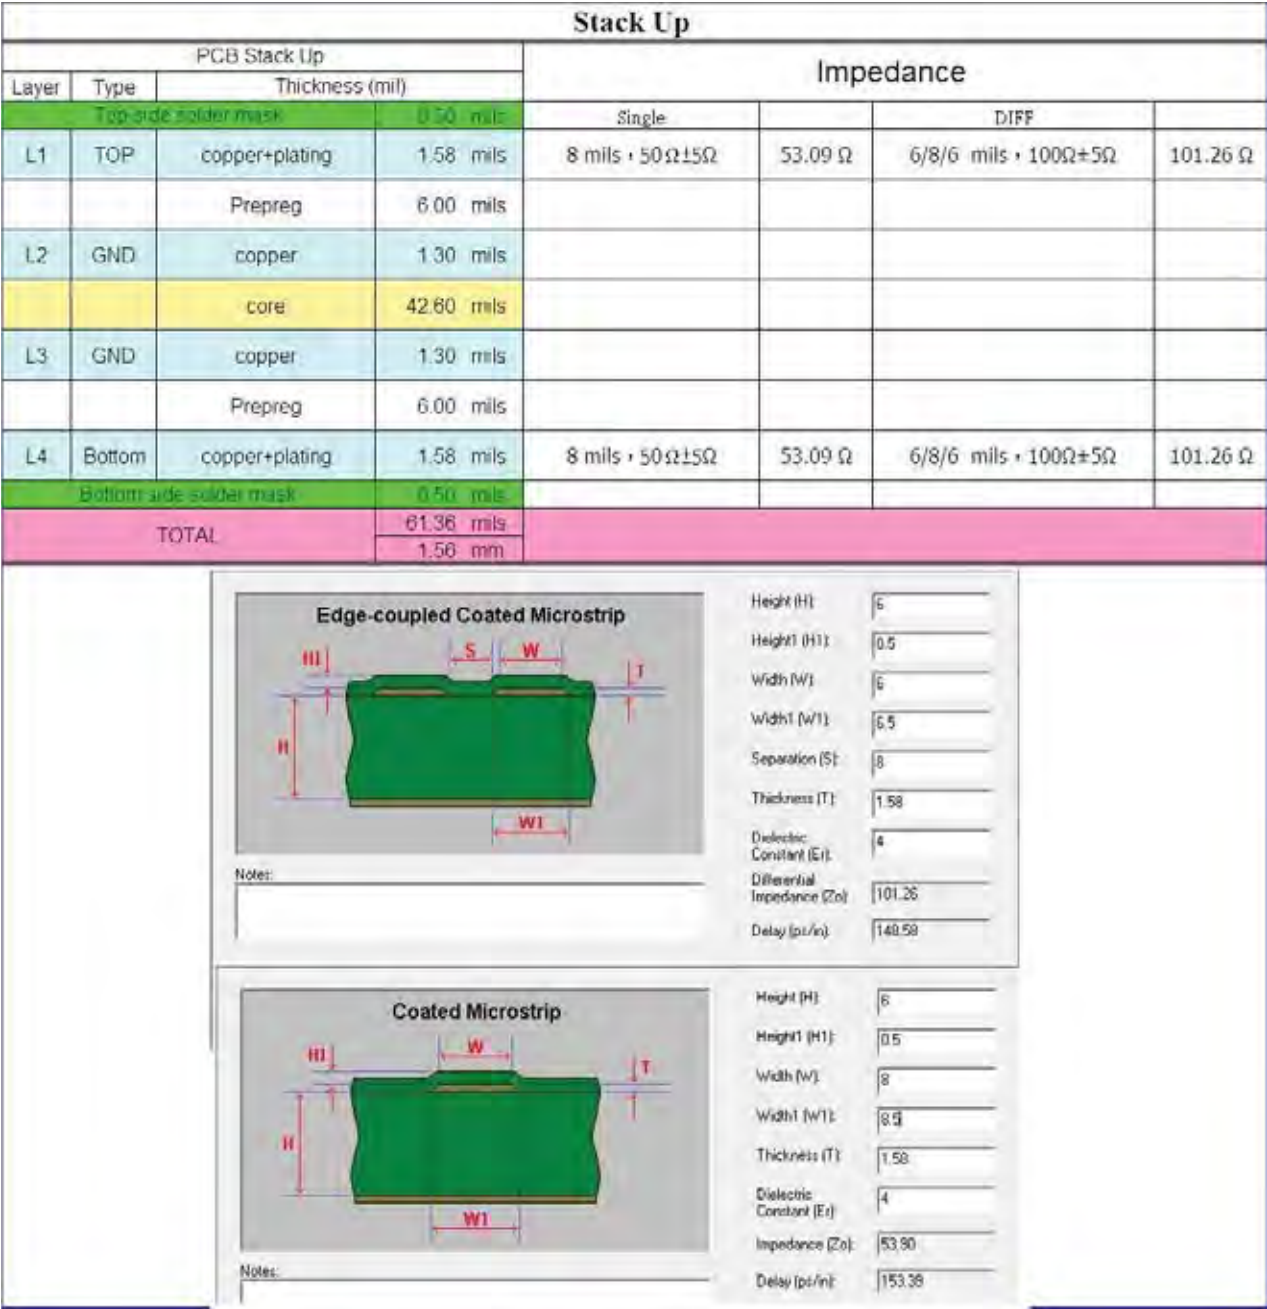 Stack Up
PCB Stack Up
Impedance
Layer Type Thickness (mil)
Top side solder mask 0.50 mils Single DIFF
L1 TOP copper+plating 1.58 mils 8 mils,50Ω±5Ω 53.09 Ω 6/8/6 mils,100Ω±5Ω 101.26 Ω
Prepreg 6.00 mils
L2 GND copper 1.30 mils
core 42.60 mils
L3 GND copper 1.30 mils
Prepreg 6.00 mils
L4 Bottom copper+plating 1.58 mils 8 mils,50Ω±5Ω 53.09 Ω 6/8/6 mils,100Ω±5Ω 101.26 Ω
Bottom side solder mask 0.50 mils
TOTAL
61.36 mils
1.56 mm
Edge-coupled Coated Microstrip
H1 S W T
H
W1
Notes:
Height (H): 6
Height1 (H1): 0.5
Width (W): 6
Width1 (W1): 6.5
Separation (S): 8
Thickness (T): 1.58
Dielectric
Constant (Er): 4
Differential
Impedance (Zo): 101.26
Delay (ps/in): 148.58
Coated Microstrip
H1 W T
H
W1
Notes:
Height (H): 6
Height1 (H1): 0.5
Width (W): 8
Width1 (W1): 8.5
Thickness (T): 1.58
Dielectric
Constant (Er): 4
Impedance (Zo): 53.90
Delay (ps/in): 153.39